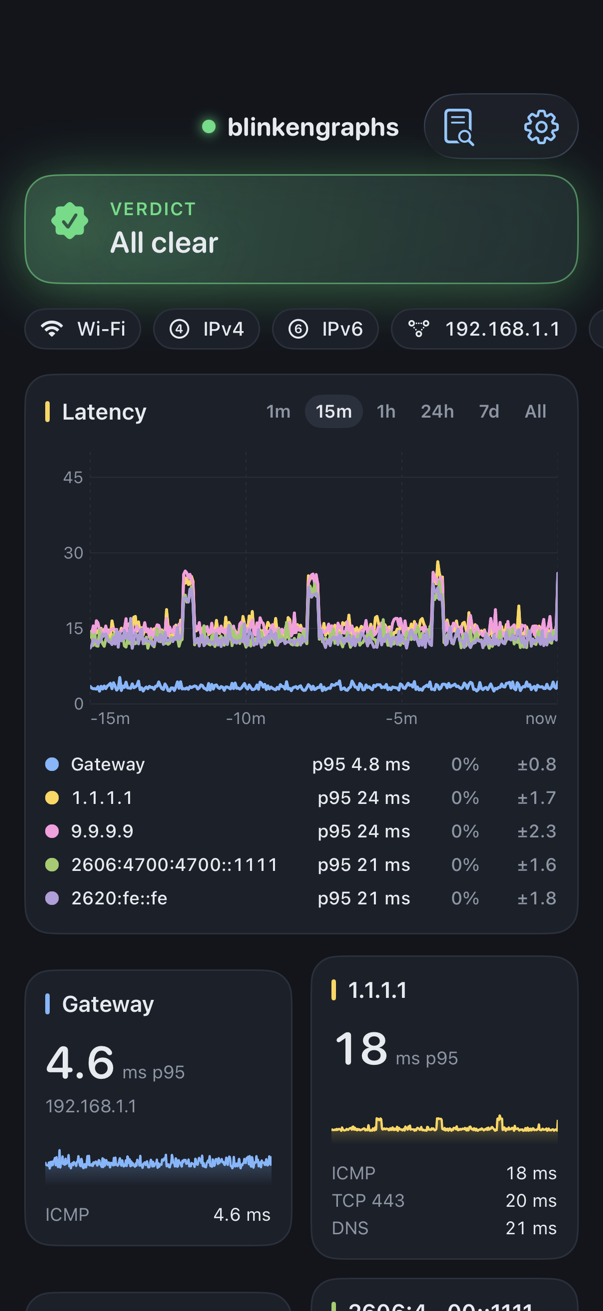 blinkengraphs
VERDICT
All clear
Wi-Fi
4 IPv4
6 IPv6
192.168.1.1
Latency
1m 15m 1h 24h 7d All
45
30
15
0
-15m -10m -5m now
Gateway p95 4.8 ms 0% ±0.8
1.1.1.1 p95 24 ms 0% ±1.7
9.9.9.9 p95 24 ms 0% ±2.3
2606:4700:4700::1111 p95 21 ms 0% ±1.6
2620:fe::fe p95 21 ms 0% ±1.8
Gateway
4.6 ms p95
192.168.1.1
ICMP 4.6 ms
1.1.1.1
18 ms p95
ICMP 18 ms
TCP 443 20 ms
DNS 21 ms